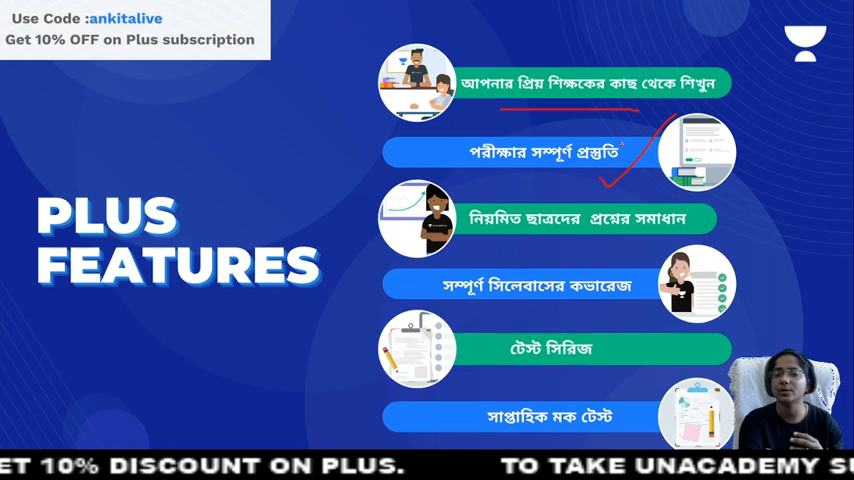 Use Code :ankitalive
Get 10% OFF on Plus subscription
আপনার প্রিয় শিক্ষকের কাছ থেকে শিখুন
পরীক্ষার সম্পূর্ণ প্রস্তুতি
PLUS
FEATURES
নিয়মিত ছাত্রদের প্রশ্নের সমাধান
সম্পূর্ণ সিলেবাসের কভারেজ
টেস্ট সিরিজ
সাপ্তাহিক মক টেস্ট
ET 10% DISCOUNT ON PLUS. TO TAKE UNACADEMY SU